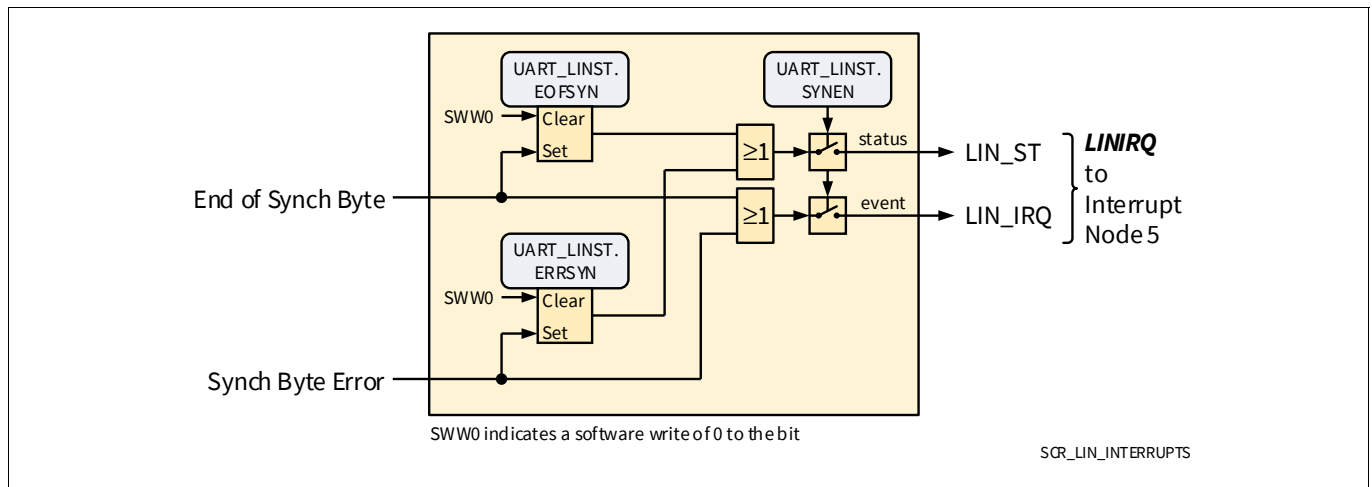 UART_LINST.
EOFSYN
UART_LINST.
SYNEN
SWW0
Clear
Set
≥1
status
LIN_ST
LINIRQ
to
Interrupt
Node 5
End of Synch Byte
≥1
event
LIN_IRQ
UART_LINST.
ERRSYN
SWW0
Clear
Set
Synch Byte Error
SWW0 indicates a software write of 0 to the bit
SCR_LIN_INTERRUPTS